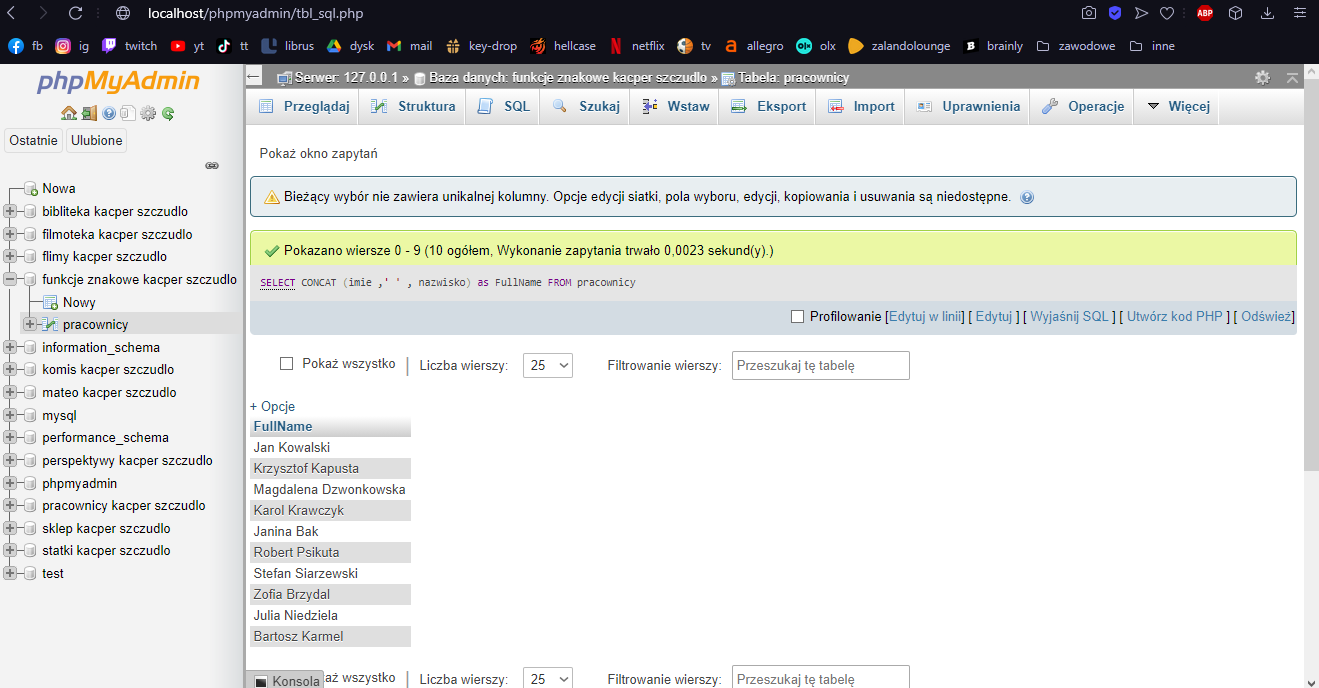 localhost/phpmyadmin/tbl_sql.php
ABP
fb ig twitch yt tt librus dysk mail key-drop hellcase netflix tv allegro olx zalandolounge brainly zawodowe inne
phpMyAdmin
Ostatnie Ulubione
Nowa
bibliteka kacper szczudlo
filmoteka kacper szczudlo
flimy kacper szczudlo
funkcje znakowe kacper szczudlo
Nowy
pracownicy
information_schema
komis kacper szczudlo
mateo kacper szczudlo
mysql
performance_schema
perspektywy kacper szczudlo
phpmyadmin
pracownicy kacper szczudlo
sklep kacper szczudlo
statki kacper szczudlo
test
Serwer: 127.0.0.1 » Baza danych: funkcje znakowe kacper szczudlo » Tabela: pracownicy
Przeglądaj Struktura SQL Szukaj Wstaw Eksport Import Uprawnienia Operacje Więcej
Pokaż okno zapytań
Bieżący wybór nie zawiera unikalnej kolumny. Opcje edycji siatki, pola wyboru, edycji, kopiowania i usuwania są niedostępne.
Pokazano wiersze 0 - 9 (10 ogółem, Wykonanie zapytania trwało 0,0023 sekund(y).)
SELECT CONCAT (imie ,' ' , nazwisko) as FullName FROM pracownicy
Profilowanie [Edytuj w linii] [ Edytuj ] [ Wyjaśnij SQL ] [ Utwórz kod PHP ] [ Odśwież]
Pokaż wszystko | Liczba wierszy: 25 Filtrowanie wierszy: Przeszukaj tę tabelę
+ Opcje
FullName
Jan Kowalski
Krzysztof Kapusta
Magdalena Dzwonkowska
Karol Krawczyk
Janina Bak
Robert Psikuta
Stefan Siarzewski
Zofia Brzydal
Julia Niedziela
Bartosz Karmel
Konsola aż wszystko | Liczba wierszy: 25 Filtrowanie wierszy: Przeszukaj tę tabelę